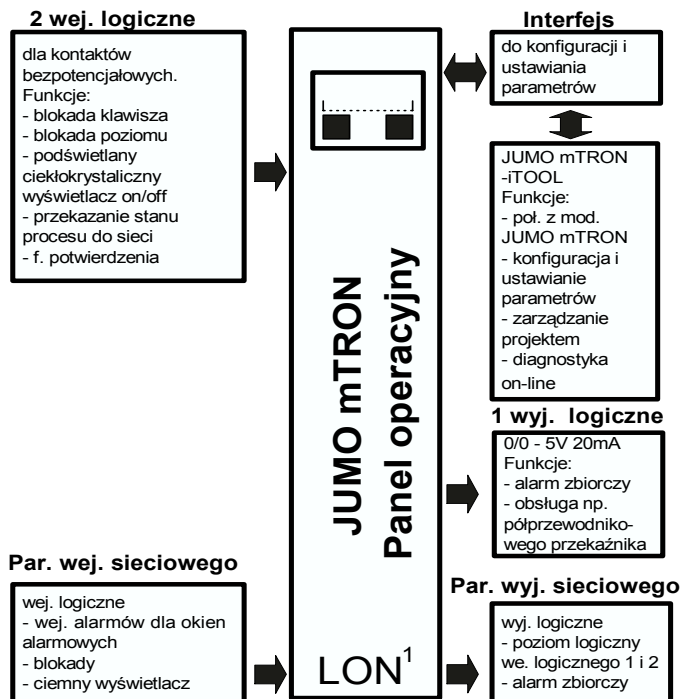 2 wej. logiczne
dla kontaktów
bezpotencjałowych.
Funkcje:
- blokada klawisza
- blokada poziomu
- podświetlany
ciekłokrystaliczny
wyświetlacz on/off
- przekazanie stanu
procesu do sieci
- f. potwierdzenia
Par. wej. sieciowego
wej. logiczne
- wej. alarmów dla okien
alarmowych
- blokady
- ciemny wyświetlacz
JUMO mTRON
Panel operacyjny
LON1
Interfejs
do konfiguracji i
ustawiania
parametrów
JUMO mTRON
-iTOOL
Funkcje:
- poł. z mod.
JUMO mTRON
- konfiguracja i
ustawianie
parametrów
- zarządzanie
projektem
- diagnostyka
on-line
1 wyj. logiczne
0/0 - 5V 20mA
Funkcje:
- alarm zbiorczy
- obsługa np.
półprzewodniko-
wego przekaźnika
Par. wyj. sieciowego
wyj. logiczne
- poziom logiczny
we. logicznego 1 i 2
- alarm zbiorczy